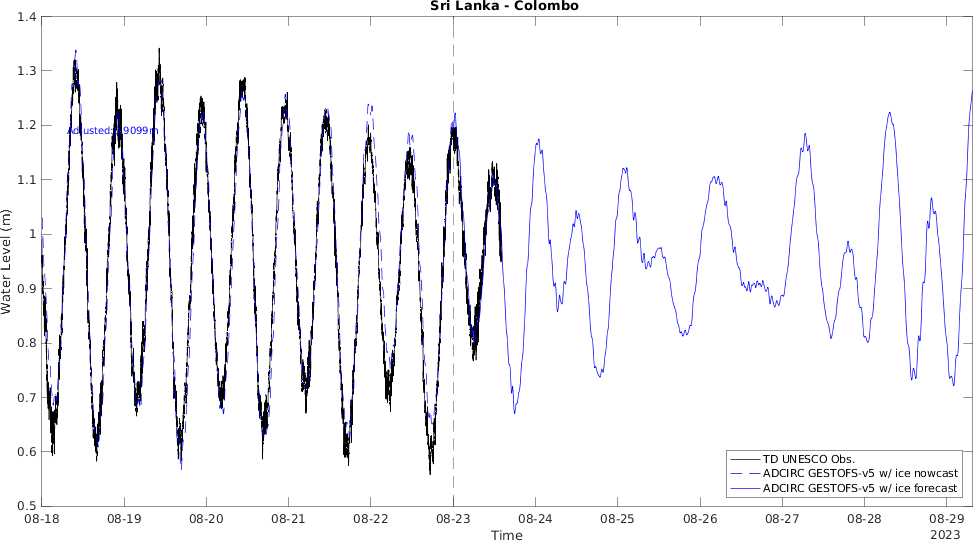 Sri Lanka - Colombo
1.4
1.3
1.2
1.1
1
0.9
0.8
0.7
0.6
0.5
Water Level (m)
08-18 08-19 08-20 08-21 08-22 08-23 08-24 08-25 08-26 08-27 08-28 08-29
2023
Time
TD UNESCO Obs.
ADCIRC GESTOFS-v5 w/ ice nowcast
ADCIRC GESTOFS-v5 w/ ice forecast